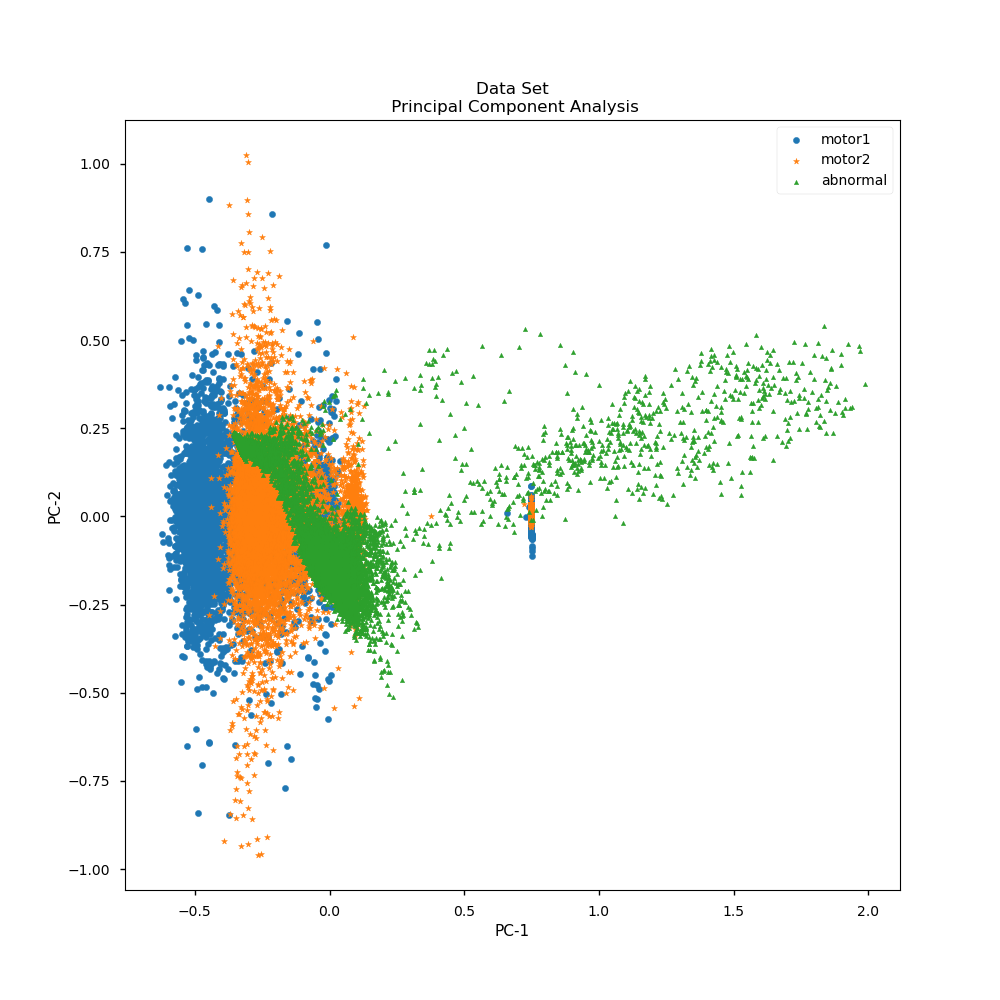 Data Set
Principal Component Analysis
motor1
motor2
abnormal
1.00
0.75
0.50
0.25
0.00
−0.25
−0.50
−0.75
−1.00
PC-2
−0.5
0.0
0.5
1.0
1.5
2.0
PC-1